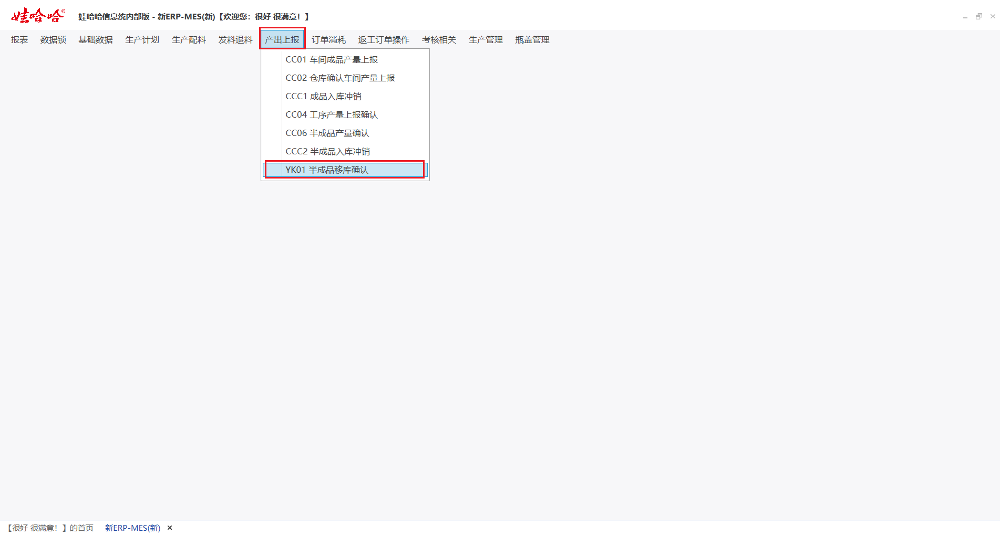 娃哈哈®
娃哈哈信息统内部版 - 新ERP-MES(新)【欢迎您：很好 很满意！】
报表 数据锁 基础数据 生产计划 生产配料 发料退料 产出上报 订单消耗 返工订单操作 考核相关 生产管理 瓶盖管理
CC01 车间成品产量上报
CC02 仓库确认车间产量上报
CCC1 成品入库冲销
CC04 工序产量上报确认
CC06 半成品产量确认
CCC2 半成品入库冲销
YK01 半成品移库确认
【很好 很满意！】的首页 新ERP-MES(新)